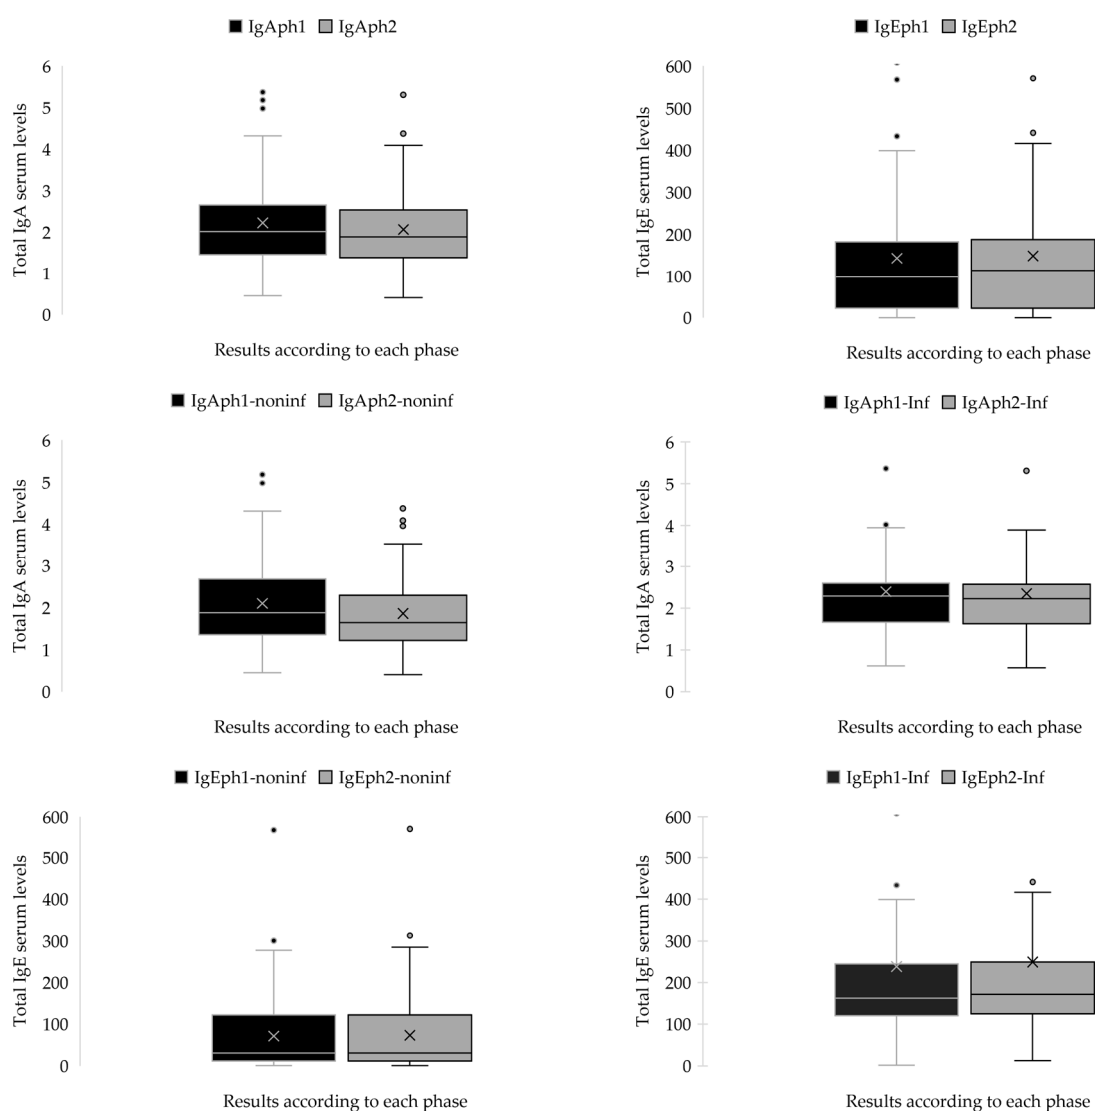 IgAph1 IgAph2
Total IgA serum levels
6
5
4
3
2
1
0
Results according to each phase
IgEph1 IgEph2
Total IgE serum levels
600
500
400
300
200
100
0
Results according to each phase
IgAph1-noninf IgAph2-noninf
Total IgA serum levels
6
5
4
3
2
1
0
Results according to each phase
IgAph1-Inf IgAph2-Inf
Total IgA serum levels
6
5
4
3
2
1
0
Results according to each phase
IgEph1-noninf IgEph2-noninf
Total IgE serum levels
600
500
400
300
200
100
0
Results according to each phase
IgEph1-Inf IgEph2-Inf
Total IgE serum levels
600
500
400
300
200
100
0
Results according to each phase